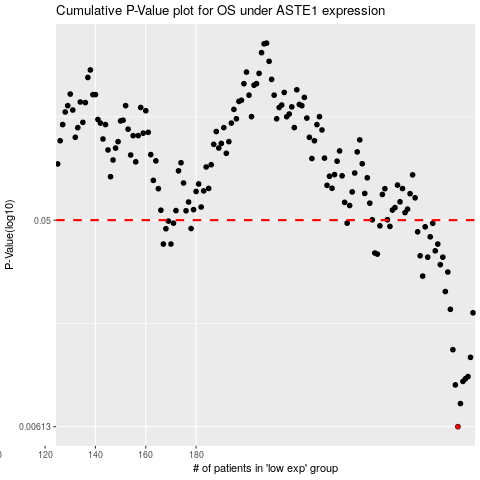 Cumulative P-Value plot for OS under ASTE1 expression
P-Value(log10)
0.05
0.00613
0 120 140 160 180
# of patients in 'low exp' group